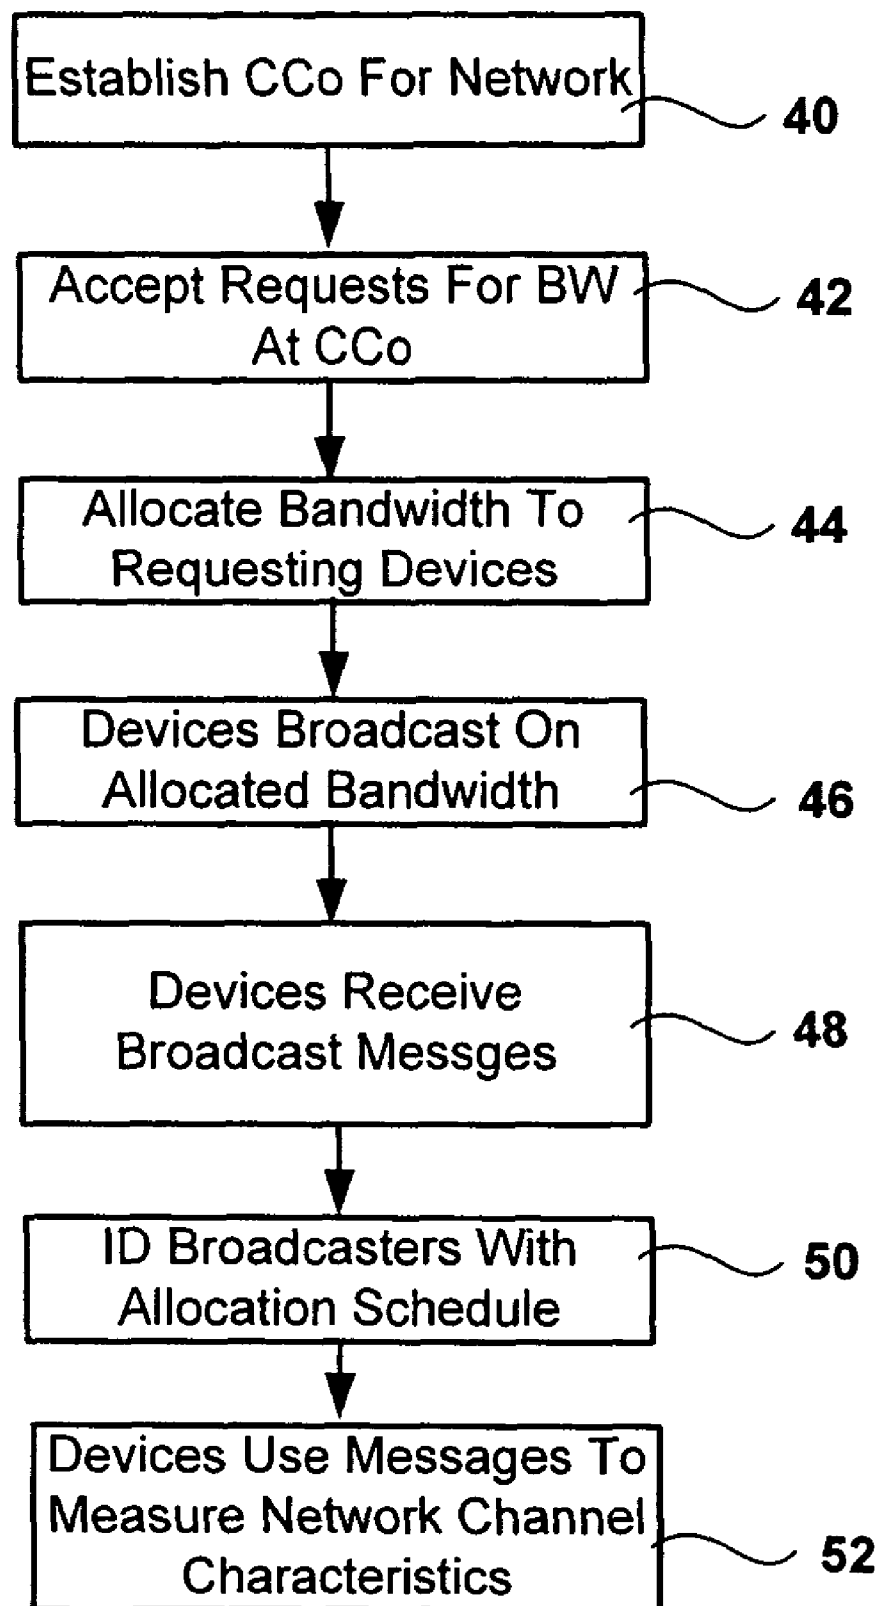 Establish CCo For Network
40
Accept Requests For BW
At CCo
42
Allocate Bandwidth To
Requesting Devices
44
Devices Broadcast On
Allocated Bandwidth
46
Devices Receive
Broadcast Messges
48
ID Broadcasters With
Allocation Schedule
50
Devices Use Messages To
Measure Network Channel
Characteristics
52